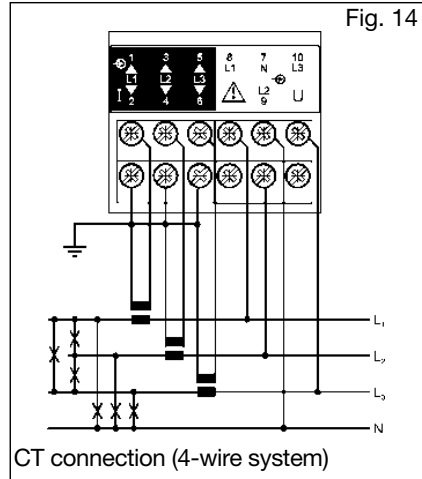 Fig. 14
1 3 5 8 7 10
L1 N L3
L1 L2 L3
I 2 4 6 L2 9 U
L₁
L₂
L₃
N
CT connection (4-wire system)